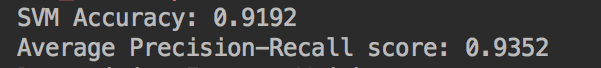 SVM Accuracy: 0.9192
Average Precision-Recall score: 0.9352